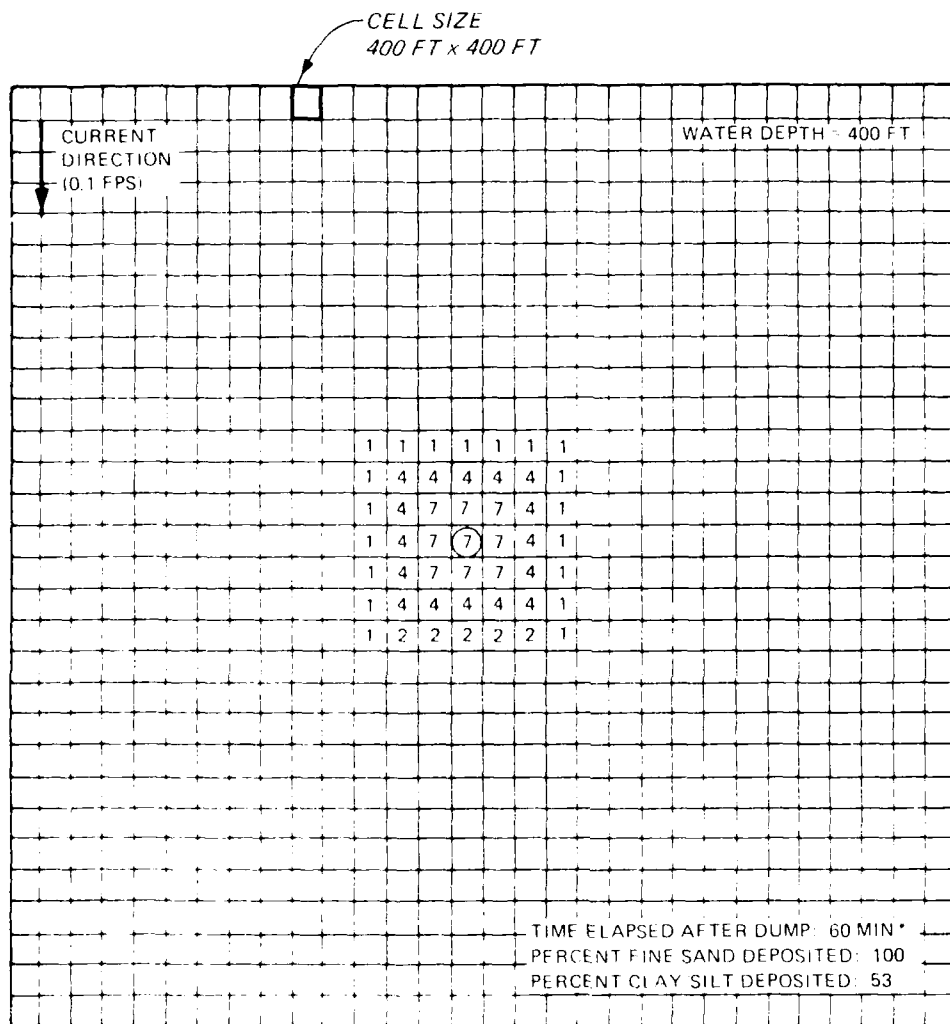 CELL SIZE
400 FT x 400 FT
CURRENT
DIRECTION
(0.1 FPS)
WATER DEPTH = 400 FT
1 1 1 1 1 1 1
1 4 4 4 4 4 1
1 4 7 7 7 4 1
1 4 7 7 7 4 1
1 4 7 7 7 4 1
1 4 4 4 4 4 1
1 2 2 2 2 2 1
TIME ELAPSED AFTER DUMP: 60 MIN*
PERCENT FINE SAND DEPOSITED: 100
PERCENT CLAY SILT DEPOSITED: 53